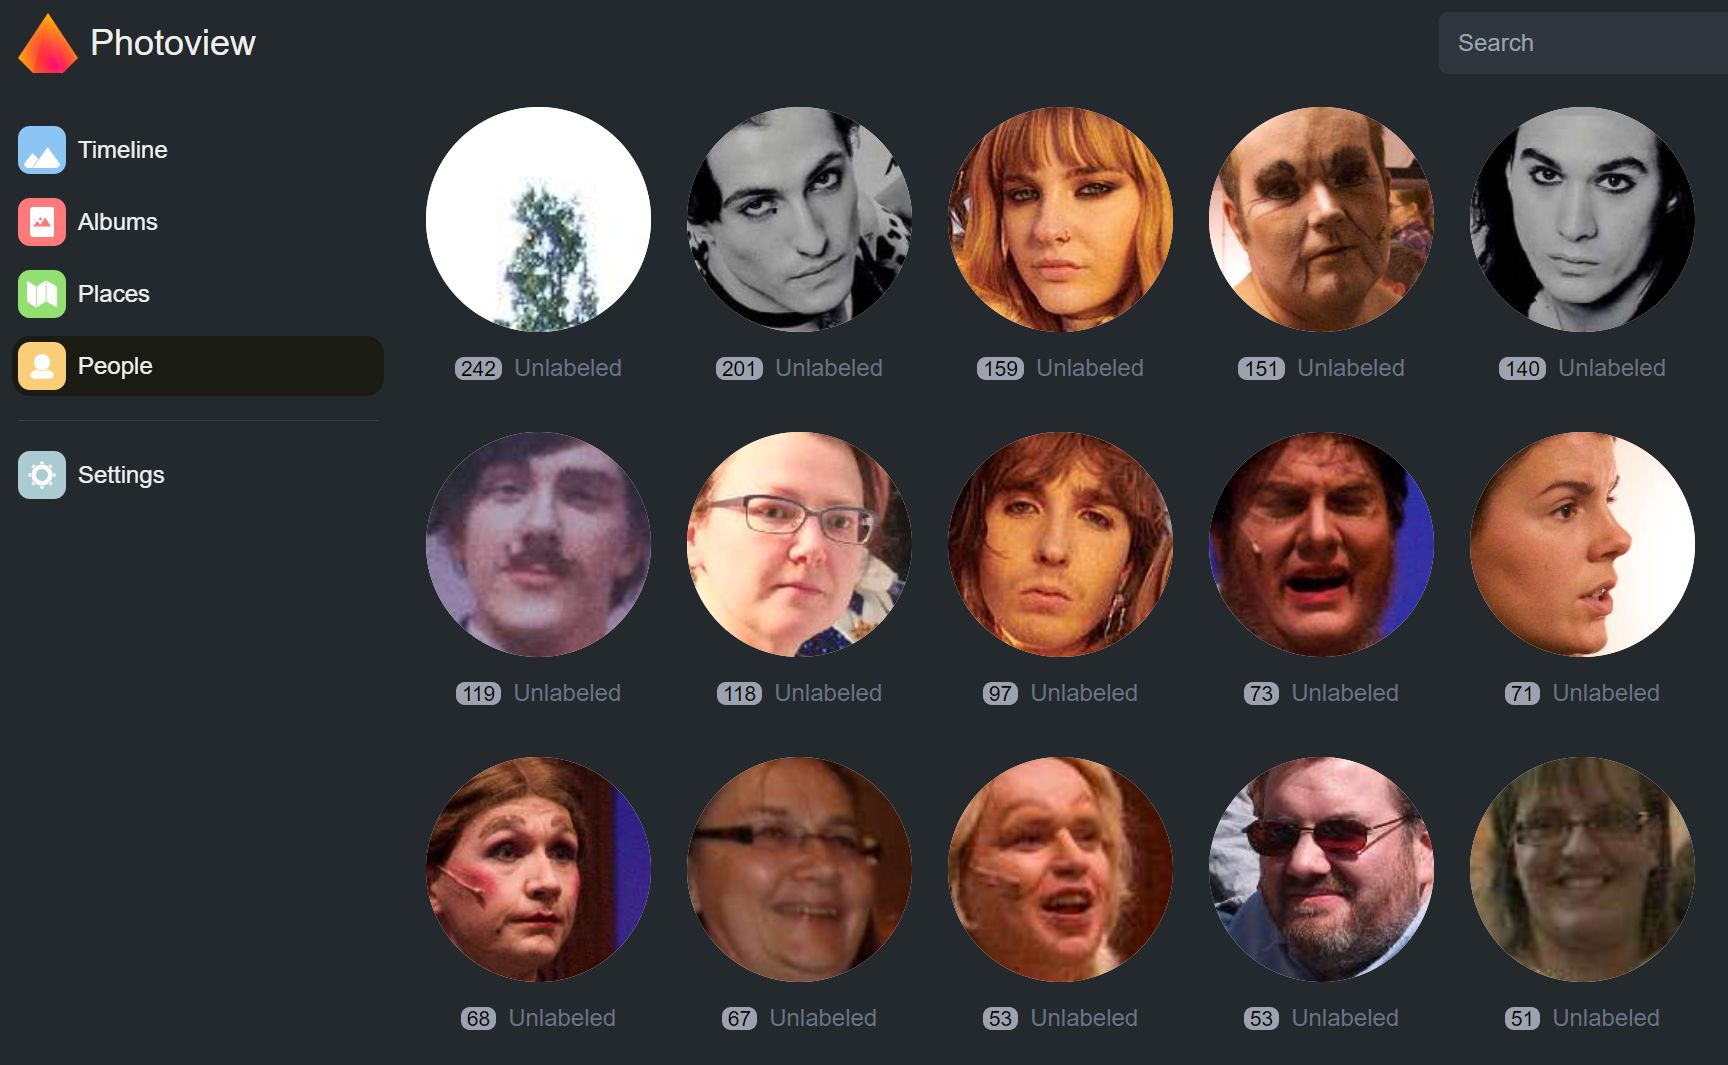 Photoview
Search
Timeline
Albums
Places
People
Settings
242 Unlabeled
201 Unlabeled
159 Unlabeled
151 Unlabeled
140 Unlabeled
119 Unlabeled
118 Unlabeled
97 Unlabeled
73 Unlabeled
71 Unlabeled
68 Unlabeled
67 Unlabeled
53 Unlabeled
53 Unlabeled
51 Unlabeled